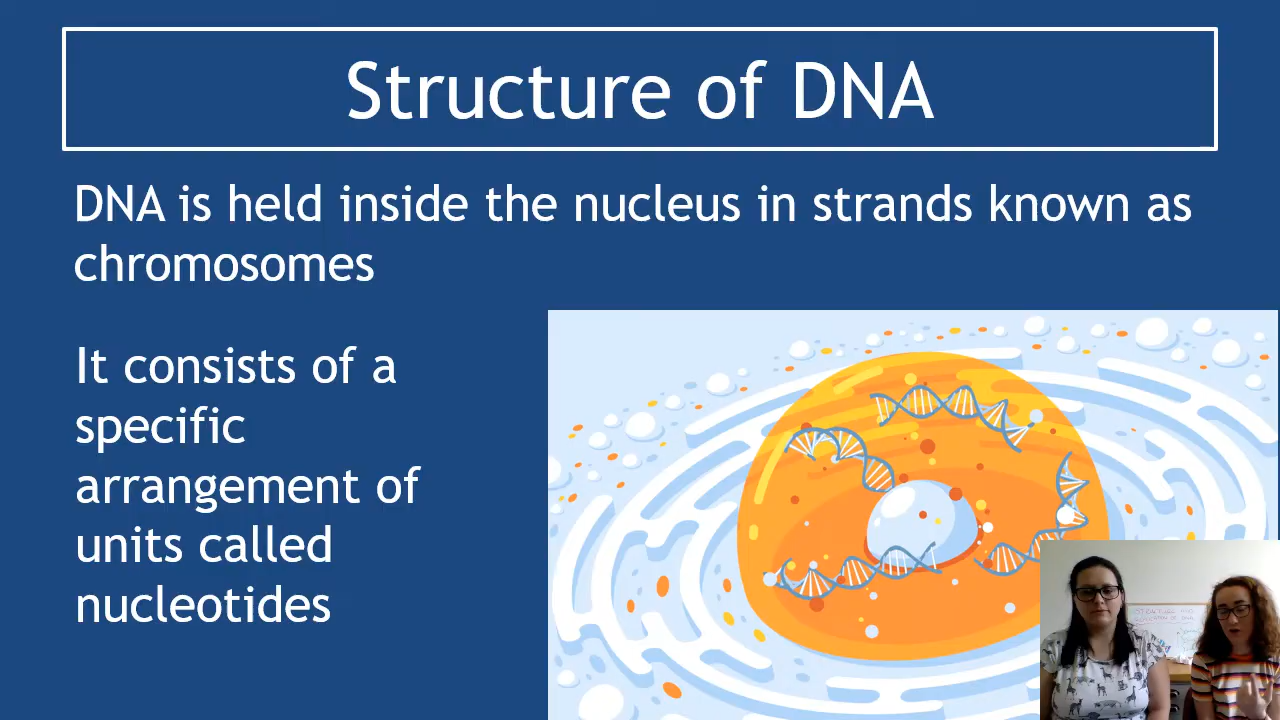 Structure of DNA
DNA is held inside the nucleus in strands known as
chromosomes
It consists of a
specific
arrangement of
units called
nucleotides